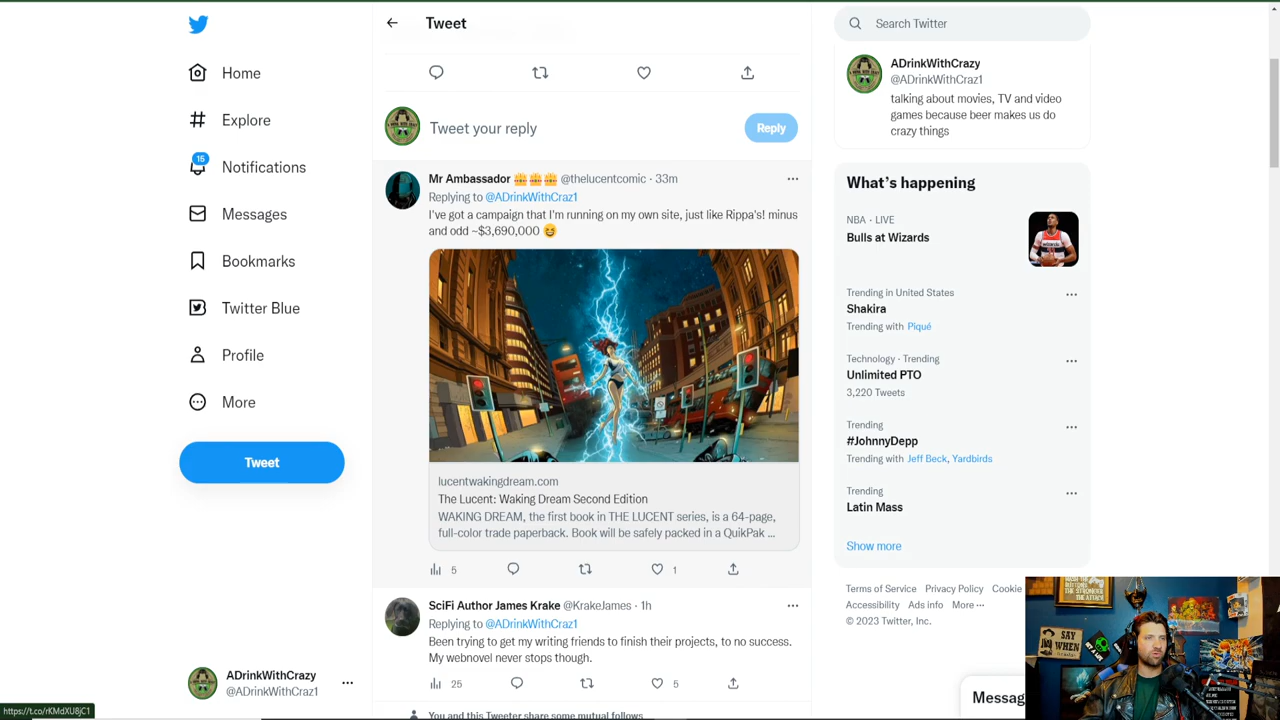 Tweet
Search Twitter
Home
Explore
15
Notifications
Messages
Bookmarks
Twitter Blue
Profile
More
Tweet
ADrinkWithCrazy
@ADrinkWithCraz1
Tweet your reply
Reply
Mr Ambassador 👑👑👑 @thelucentcomic · 33m
Replying to @ADrinkWithCraz1
I've got a campaign that I'm running on my own site, just like Rippa's! minus
and odd ~$3,690,000 😆
lucentwakingdream.com
The Lucent: Waking Dream Second Edition
WAKING DREAM, the first book in THE LUCENT series, is a 64-page,
full-color trade paperback. Book will be safely packed in a QuikPak ...
5
1
SciFi Author James Krake @KrakeJames · 1h
Replying to @ADrinkWithCraz1
Been trying to get my writing friends to finish their projects, to no success.
My webnovel never stops though.
25
5
You and this Tweeter share some mutual follows
ADrinkWithCrazy
@ADrinkWithCraz1
talking about movies, TV and video
games because beer makes us do
crazy things
What's happening
NBA · LIVE
Bulls at Wizards
Trending in United States
Shakira
Trending with Piqué
Technology · Trending
Unlimited PTO
3,220 Tweets
Trending
#JohnnyDepp
Trending with Jeff Beck, Yardbirds
Trending
Latin Mass
Show more
Terms of Service Privacy Policy Cookie
Accessibility Ads info More ···
© 2023 Twitter, Inc.
SAY
WHEN
Messag
https://t.co/rKMdXU8jC1